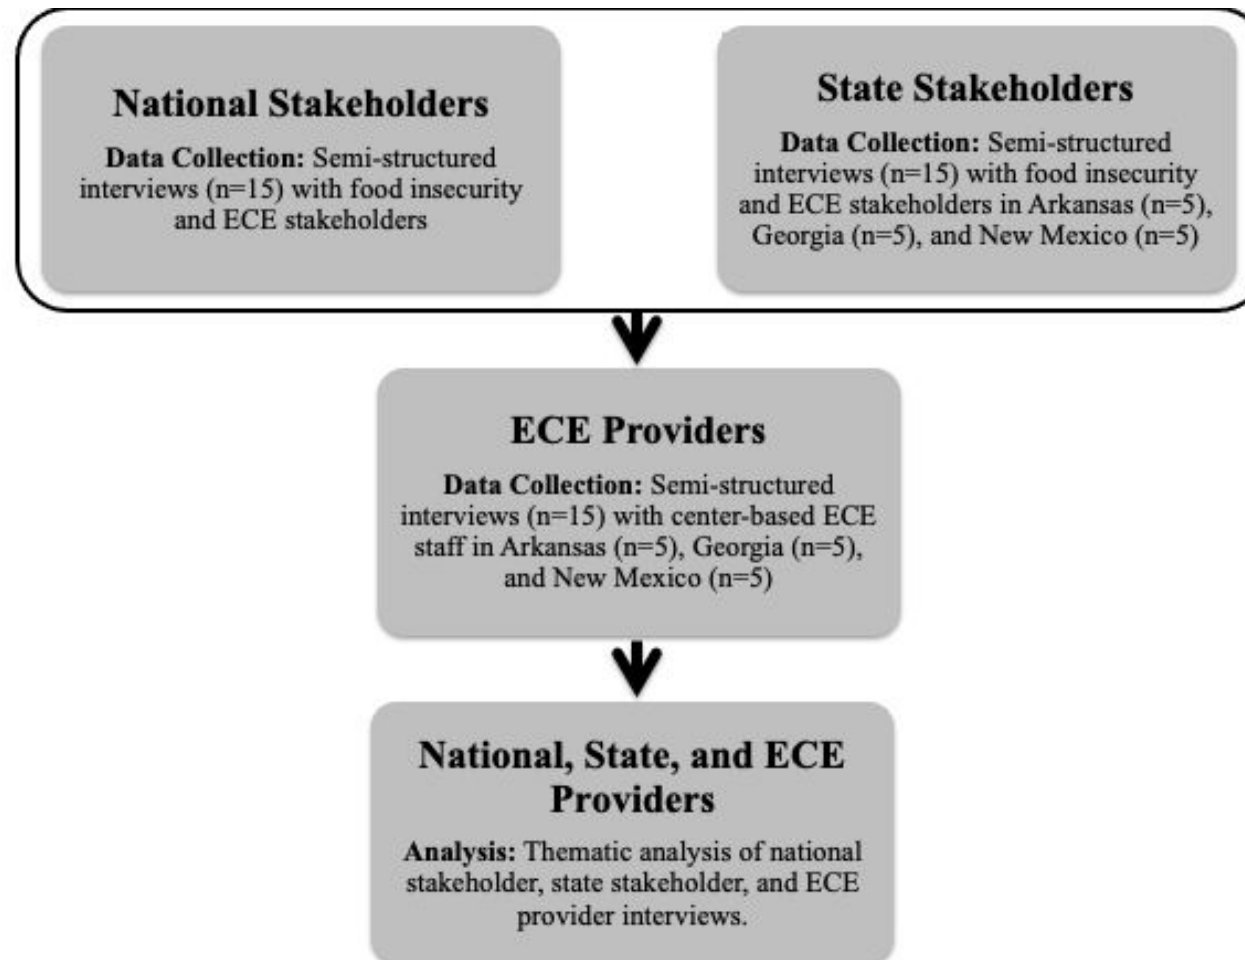 National Stakeholders
Data Collection: Semi-structured
interviews (n=15) with food insecurity
and ECE stakeholders
State Stakeholders
Data Collection: Semi-structured
interviews (n=15) with food insecurity
and ECE stakeholders in Arkansas (n=5),
Georgia (n=5), and New Mexico (n=5)
ECE Providers
Data Collection: Semi-structured
interviews (n=15) with center-based ECE
staff in Arkansas (n=5), Georgia (n=5),
and New Mexico (n=5)
National, State, and ECE
Providers
Analysis: Thematic analysis of national
stakeholder, state stakeholder, and ECE
provider interviews.